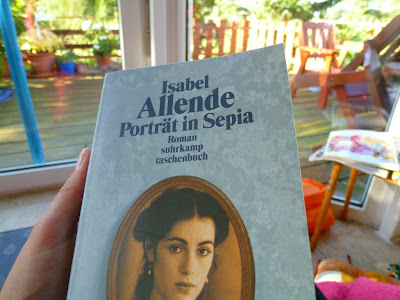 Isabel
Allende
Porträt in Sepia
Roman
suhrkamp
taschenbuch